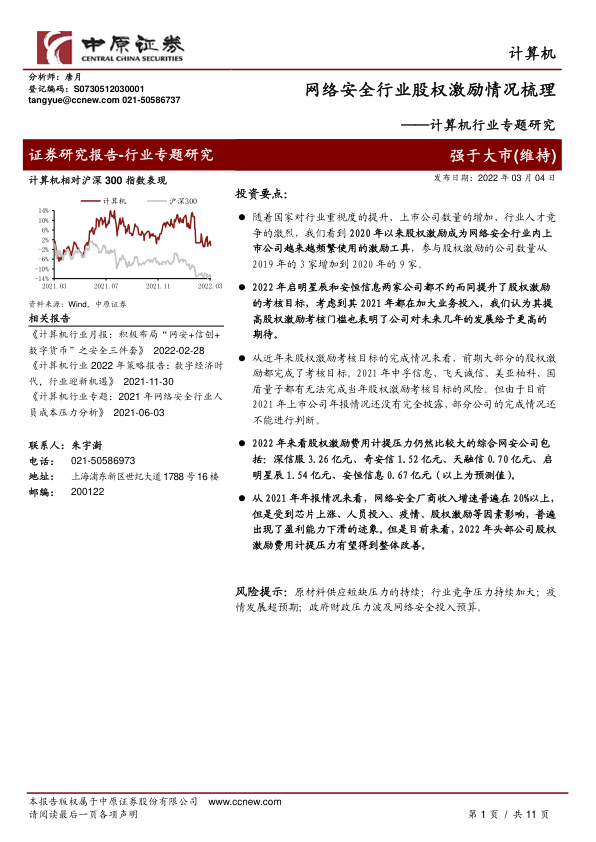 中原证券
CENTRAL CHINA SECURITIES
计算机
分析师：唐月
登记编码：S0730512030001
tangyue@ccnew.com 021-50586737
网络安全行业股权激励情况梳理
——计算机行业专题研究
证券研究报告-行业专题研究
强于大市(维持)
计算机相对沪深 300 指数表现
计算机
沪深300
14%
10%
6%
2%
-2%
-6%
-10%
-14%
2021.03
2021.07
2021.11
2022.03
资料来源：Wind，中原证券
相关报告
《计算机行业月报：积极布局“网安+信创+
数字货币”之安全三件套》 2022-02-28
《计算机行业 2022 年策略报告：数字经济时
代，行业迎新机遇》 2021-11-30
《计算机行业专题：2021 年网络安全行业人
员成本压力分析》 2021-06-03
联系人：朱宇澍
电话： 021-50586973
地址： 上海浦东新区世纪大道 1788 号 16 楼
邮编： 200122
发布日期：2022 年 03 月 04 日
投资要点：
● 随着国家对行业重视度的提升、上市公司数量的增加、行业人才竞
争的激烈，我们看到 2020 年以来股权激励成为网络安全行业内上
市公司越来越频繁使用的激励工具，参与股权激励的公司数量从
2019 年的 3 家增加到 2020 年的 9 家。
● 2022 年启明星辰和安恒信息两家公司都不约而同提升了股权激励
的考核目标，考虑到其 2021 年都在加大业务投入，我们认为其提
高股权激励考核门槛也表明了公司对未来几年的发展给予更高的
期待。
● 从近年来股权激励考核目标的完成情况来看，前期大部分的股权激
励都完成了考核目标。2021 年中孚信息、飞天诚信、美亚柏科、国
盾量子都有无法完成当年股权激励考核目标的风险。但由于目前
2021 年上市公司年报情况还没有完全披露，部分公司的完成情况还
不能进行判断。
● 2022 年来看股权激励费用计提压力仍然比较大的综合网安公司包
括：深信服 3.26 亿元、奇安信 1.52 亿元、天融信 0.70 亿元、启
明星辰 1.54 亿元、安恒信息 0.67 亿元（以上为预测值）。
● 从 2021 年年报情况来看，网络安全厂商收入增速普遍在 20%以上，
但是受到芯片上涨、人员投入、疫情、股权激励等因素影响，普遍
出现了盈利能力下滑的迹象。但是目前看，2022 年头部公司股权
激励费用计提压力有望得到整体改善。
风险提示：原材料供应短缺压力的持续；行业竞争压力持续加大；疫
情发展超预期；政府财政压力波及网络安全投入预算。
本报告版权属于中原证券股份有限公司 www.ccnew.com
请阅读最后一页各项声明
第 1 页 / 共 11 页